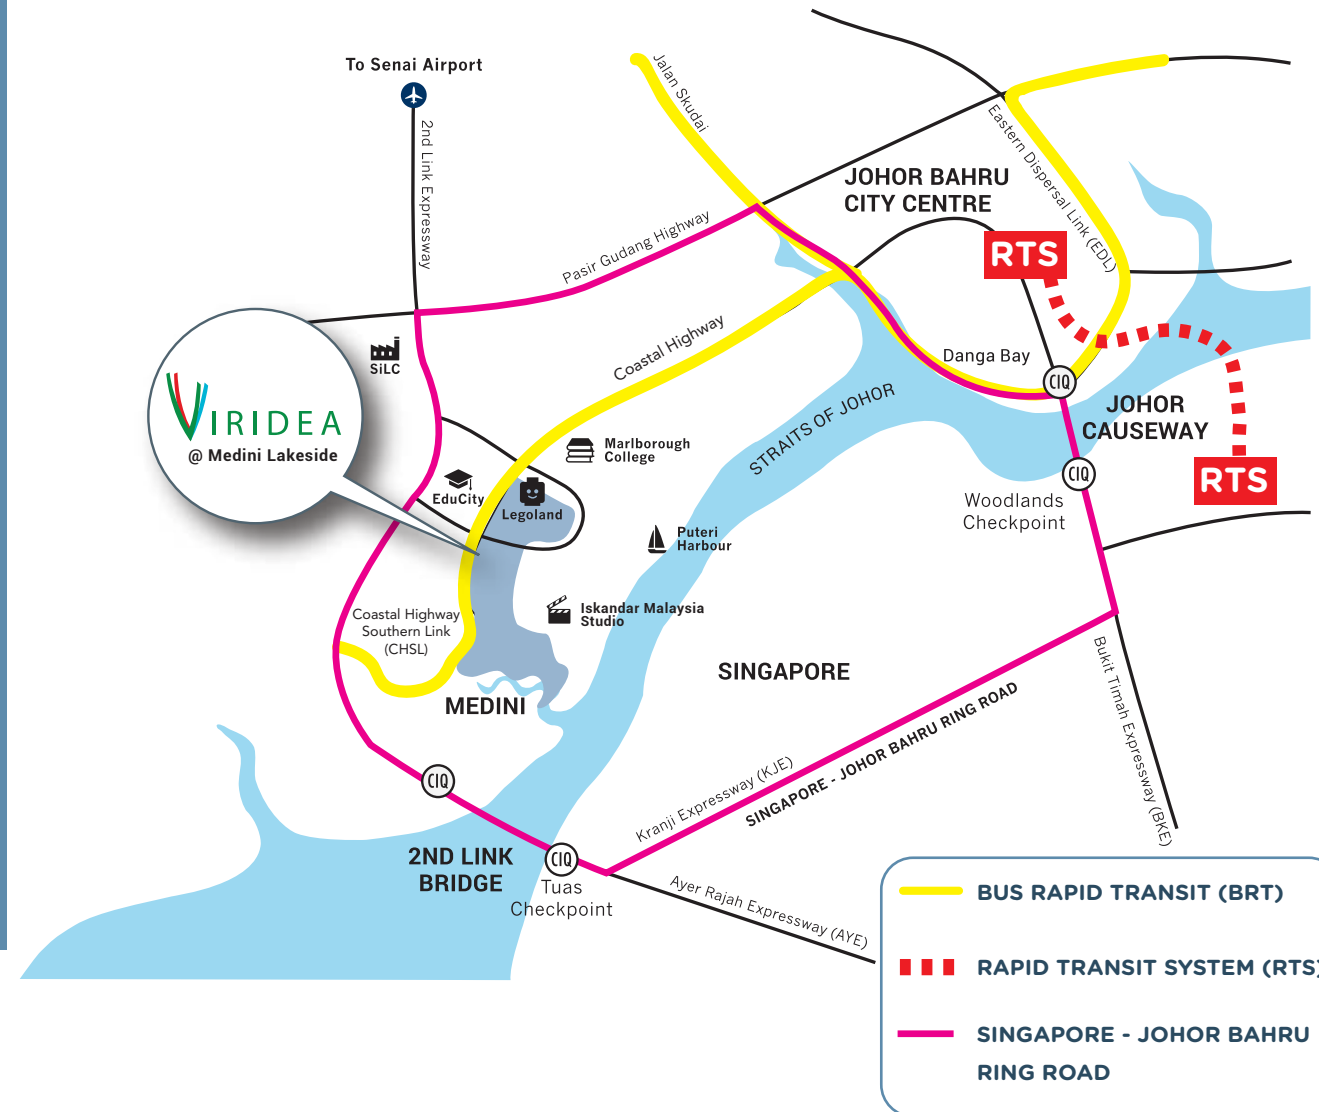 To Senai Airport
2nd Link Expressway
Jalan Skudai
Eastern Dispersal Link (EDL)
JOHOR BAHRU
CITY CENTRE
RTS
Pasir Gudang Highway
SiLC
VIRIDEA
@ Medini Lakeside
Coastal Highway
Danga Bay
CIQ
JOHOR
CAUSEWAY
STRAITS OF JOHOR
Marlborough
College
EduCity
Legoland
CIQ
RTS
Woodlands
Checkpoint
Puteri
Harbour
Coastal Highway
Southern Link
(CHSL)
Iskandar Malaysia
Studio
SINGAPORE
MEDINI
Bukit Timah Expressway (BKE)
SINGAPORE - JOHOR BAHRU RING ROAD
Kranji Expressway (KJE)
CIQ
2ND LINK
BRIDGE
CIQ
Tuas
Checkpoint
Ayer Rajah Expressway (AYE)
BUS RAPID TRANSIT (BRT)
RAPID TRANSIT SYSTEM (RTS)
SINGAPORE - JOHOR BAHRU
RING ROAD